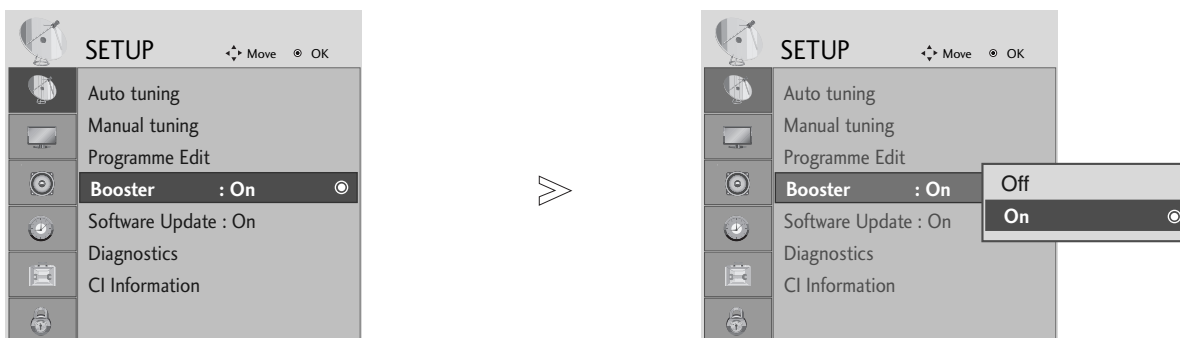 SETUP Move OK
Auto tuning
Manual tuning
Programme Edit
Booster : On
Software Update : On
Diagnostics
CI Information
SETUP Move OK
Auto tuning
Manual tuning
Programme Edit
Booster : On
Software Update : On
Diagnostics
CI Information
Off
On